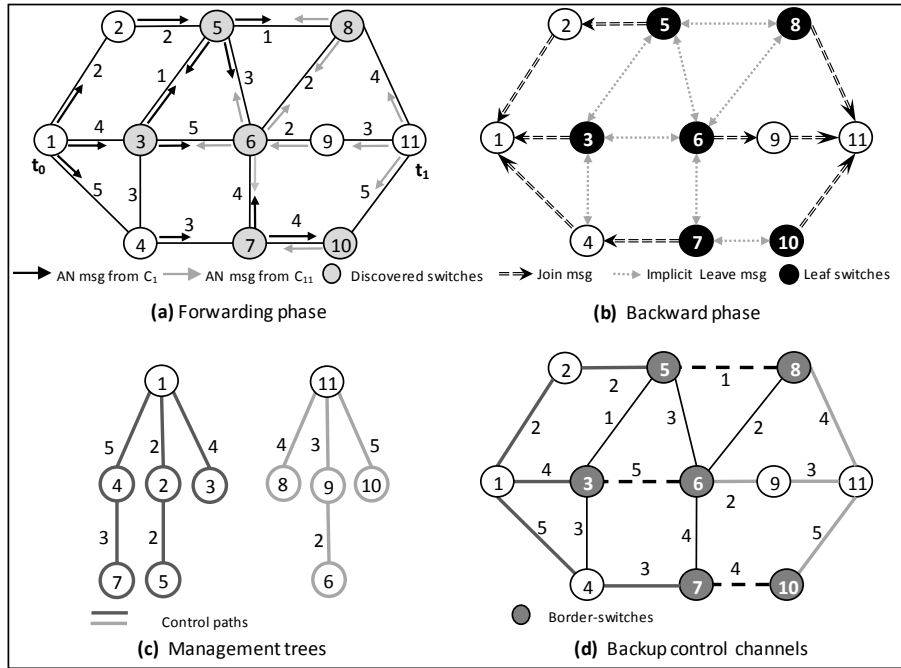 2 2 5 1 8
2 1 3 2 4
1 4 3 5 6 2 9 3 11
t0 t1
5 3 4 5
4 3 7 4 10
AN msg from C1 AN msg from C11 Discovered switches
(a) Forwarding phase
2 5 8
1 3 6 9 11
4 7 10
Join msg Implicit Leave msg Leaf switches
(b) Backward phase
1 11
5 2 4 4 3 5
4 2 3 8 9 10
3 2 2
7 5 6
Control paths
(c) Management trees
2 2 5 1 8
2 1 3 2 4
1 4 3 5 6 2 9 3 11
5 3 4 5
4 3 7 4 10
Border-switches
(d) Backup control channels